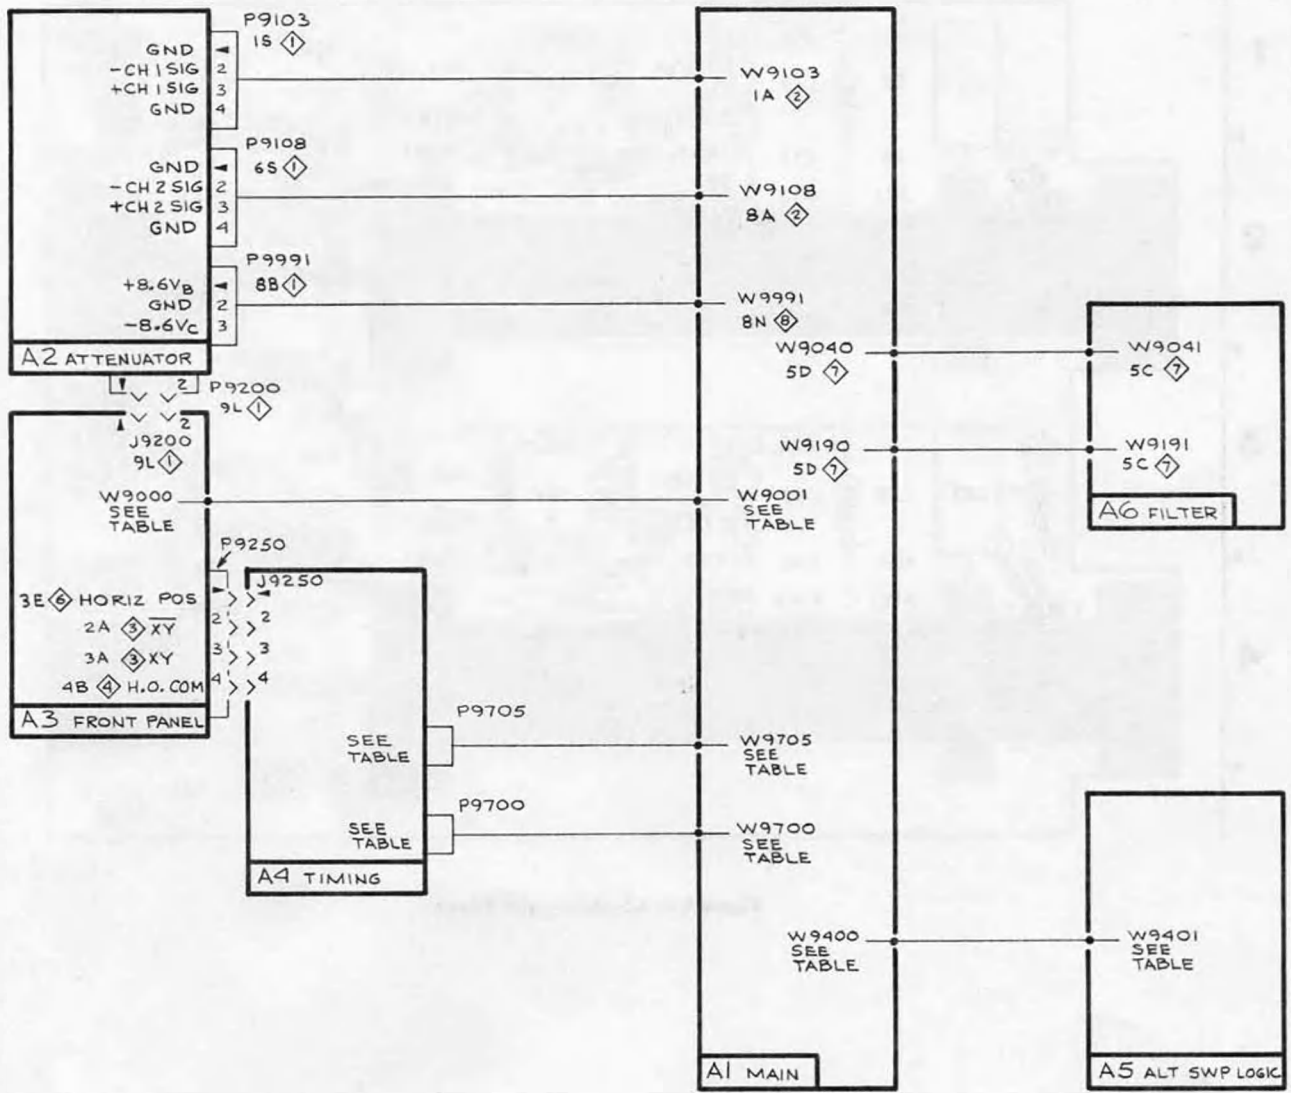 P9103
1S 1
GND
-CH 1 SIG 2
+CH 1 SIG 3
GND 4
W9103
1A 2
P9108
6S 1
GND
-CH 2 SIG 2
+CH 2 SIG 3
GND 4
W9108
8A 2
P9991
8B 1
+8.6VB
GND 2
-8.6VC 3
W9991
8N 8
A2 ATTENUATOR
W9040
5D 7
W9041
5C 7
2
P9200
9L 1
2
J9200
9L 1
W9190
5D 7
W9191
5C 7
W9000
SEE
TABLE
W9001
SEE
TABLE
A6 FILTER
P9250
J9250
3E 6 HORIZ POS
2A 3 X̅Y̅ 2 2
3A 3 XY 3 3
4B 4 H.O. COM 4 4
A3 FRONT PANEL
P9705
SEE
TABLE
W9705
SEE
TABLE
P9700
SEE
TABLE
W9700
SEE
TABLE
A4 TIMING
W9400
SEE
TABLE
W9401
SEE
TABLE
A1 MAIN
A5 ALT SWP LOGIC